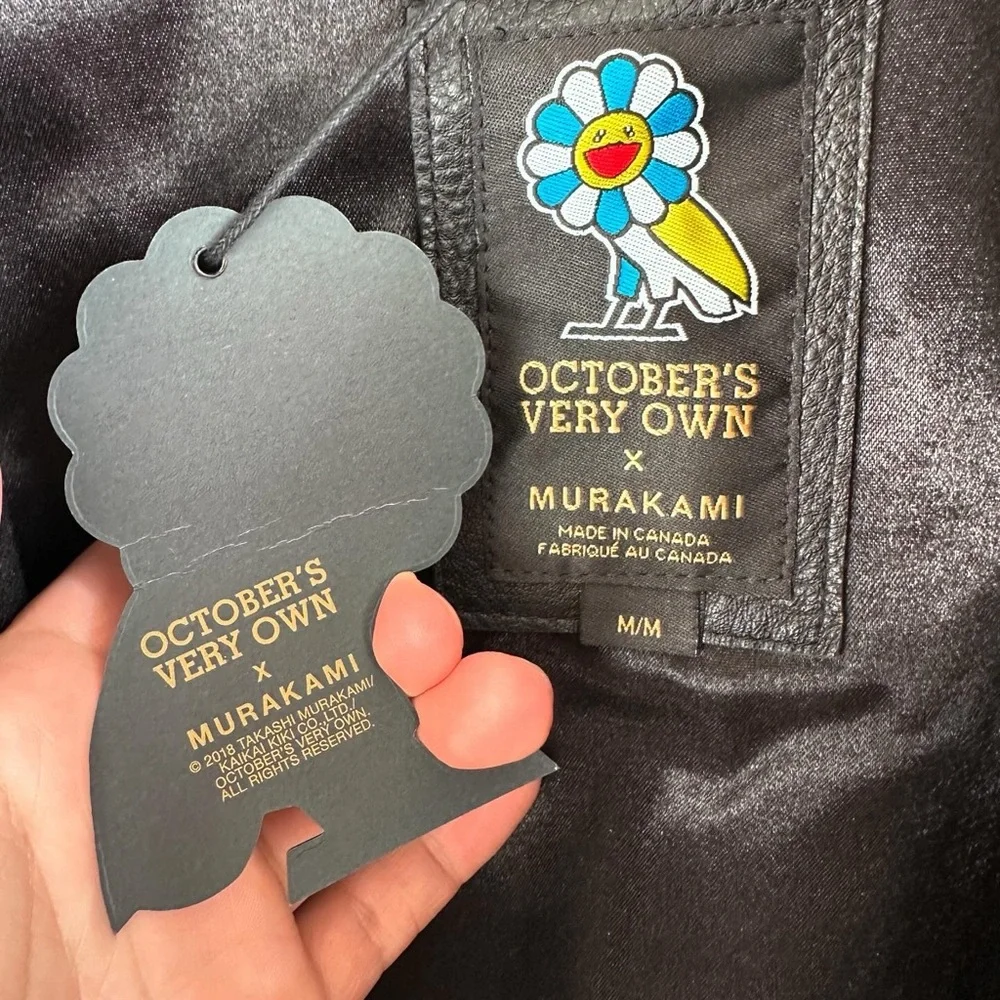 OCTOBER'S
VERY OWN
X
MURAKAMI
MADE IN CANADA
FABRIQUÉ AU CANADA
M/M
OCTOBER'S
VERY OWN
X
MURAKAMI
© 2018 TAKASHI MURAKAMI/
KAIKAI KIKI CO., LTD./
OCTOBER'S VERY OWN.
ALL RIGHTS RESERVED.